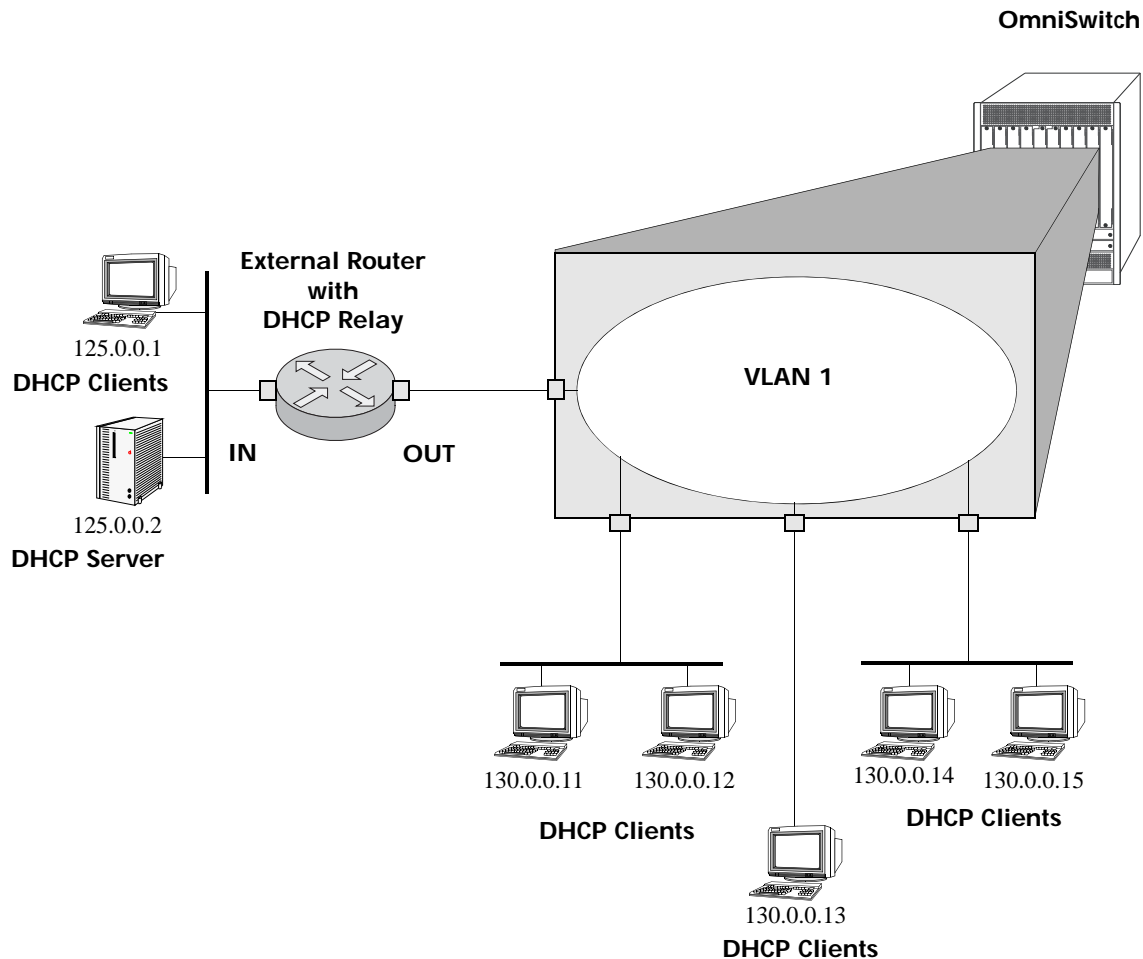 OmniSwitch
External Router
with
DHCP Relay
125.0.0.1
DHCP Clients
VLAN 1
IN
OUT
125.0.0.2
DHCP Server
130.0.0.11
130.0.0.12
DHCP Clients
130.0.0.14
130.0.0.15
DHCP Clients
130.0.0.13
DHCP Clients